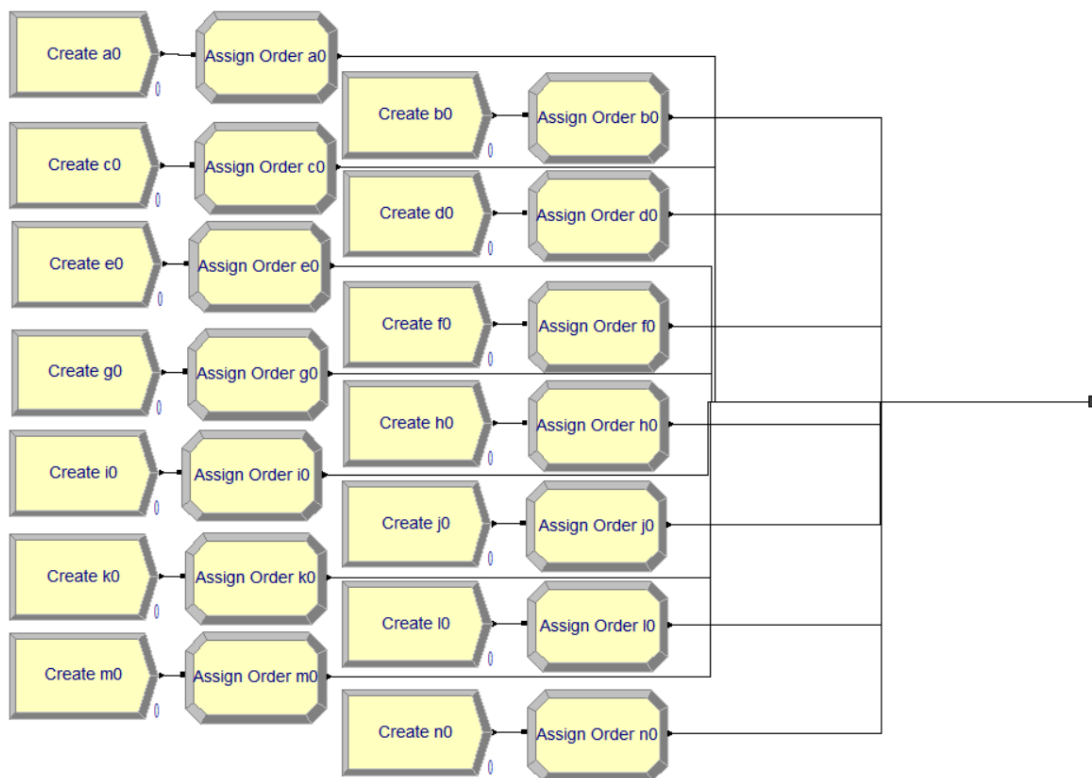 Create a0
Assign Order a0
0
Create b0
Assign Order b0
0
Create c0
Assign Order c0
0
Create d0
Assign Order d0
0
Create e0
Assign Order e0
0
Create f0
Assign Order f0
0
Create g0
Assign Order g0
0
Create h0
Assign Order h0
0
Create i0
Assign Order i0
0
Create j0
Assign Order j0
0
Create k0
Assign Order k0
0
Create l0
Assign Order l0
0
Create m0
Assign Order m0
0
Create n0
Assign Order n0
0